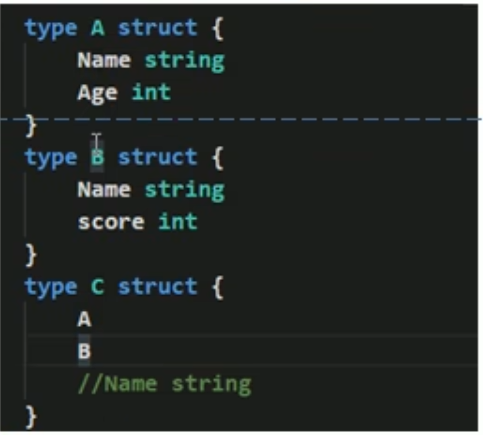 type A struct {
Name string
Age int
}
type B struct {
Name string
score int
}
type C struct {
A
B
//Name string
}